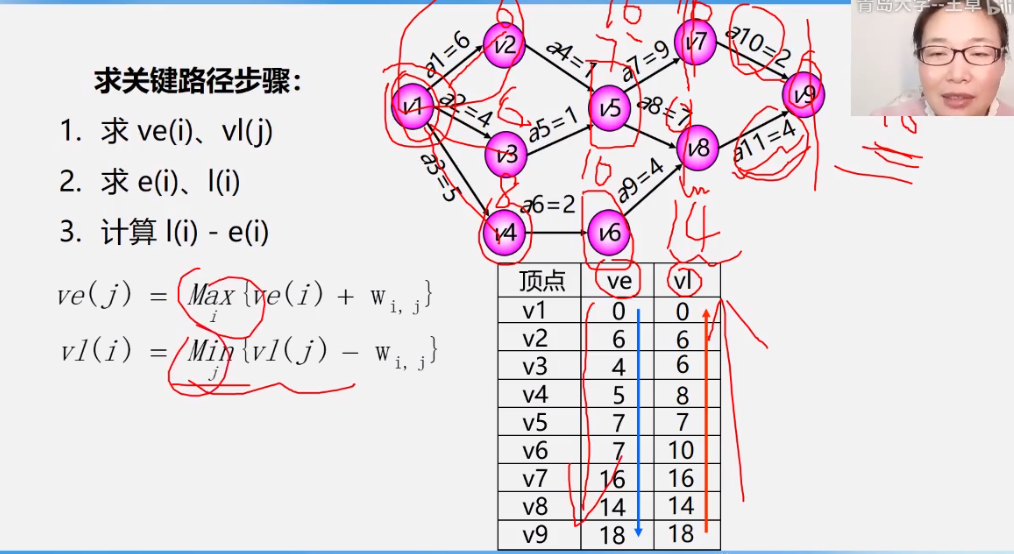 青岛大学--王卓
求关键路径步骤：
1. 求 ve(i)、vl(j)
2. 求 e(i)、l(i)
3. 计算 l(i) - e(i)
ve(j) = Max{ve(i) + w i, j}
i
vl(i) = Min{vl(j) - w i, j}
j
v1
v2
v3
v4
v5
v6
v7
v8
v9
a1=6
a2=4
a3=5
a4=1
a5=1
a6=2
a7=9
a8=7
a9=4
a10=2
a11=4
6
6
8
16
7
10
16
14
18
顶点 ve vl
v1 0 0
v2 6 6
v3 4 6
v4 5 8
v5 7 7
v6 7 10
v7 16 16
v8 14 14
v9 18 18